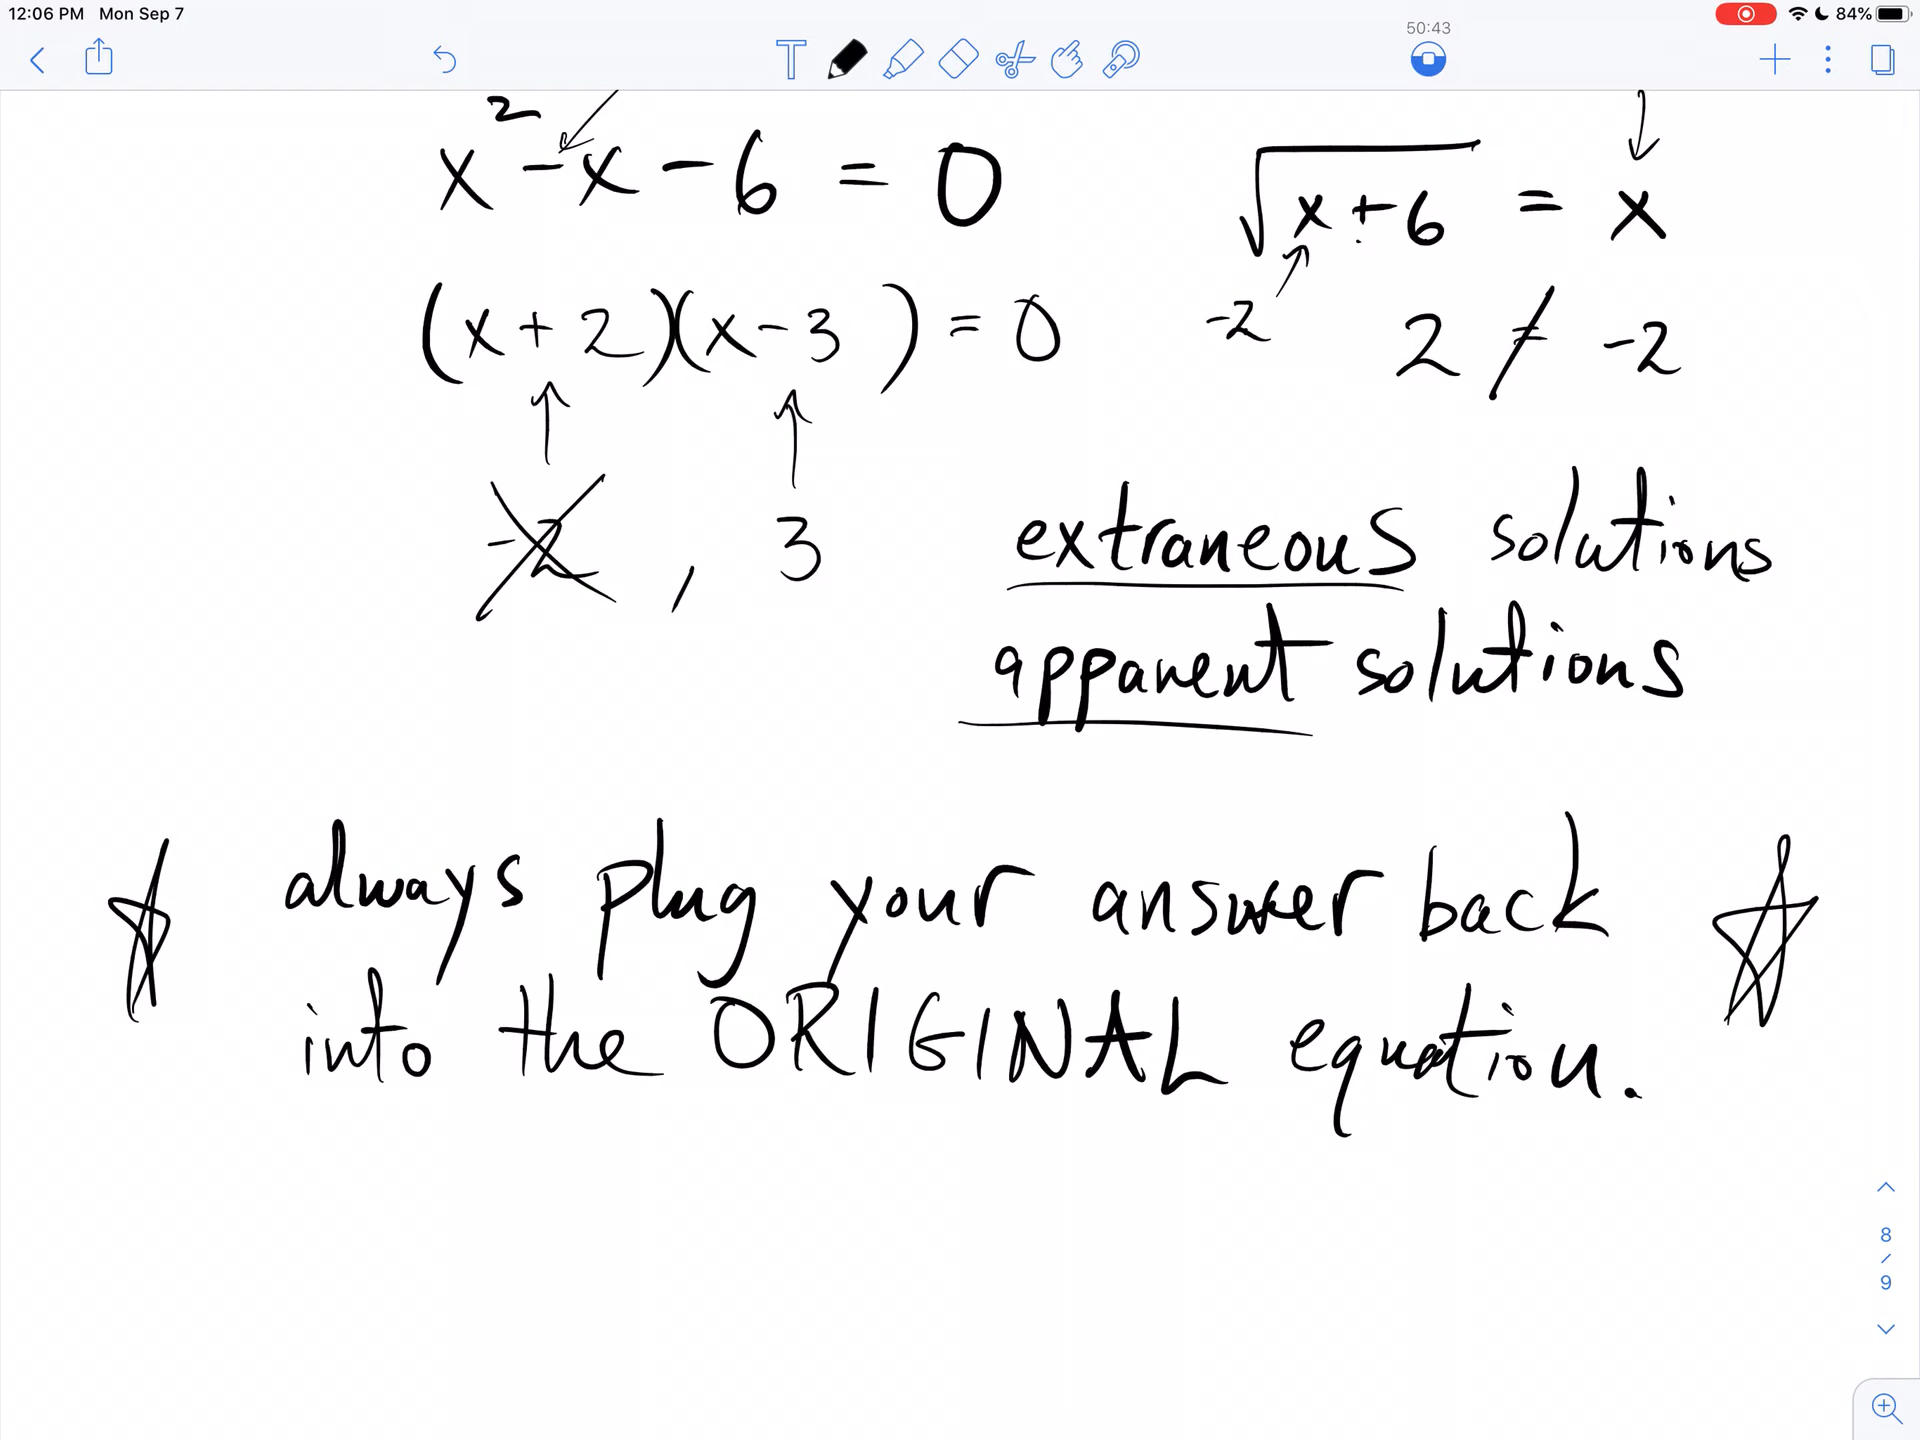 12:06 PM Mon Sep 7
84%
50:43
T
x² - x - 6 = 0
√x+6 = x
(x + 2)(x - 3 ) = 0
-2
2 ≠ -2
-2 , 3
extraneous solutions
apparent solutions
always plug your answer back
into the ORIGINAL equation.
8
/
9